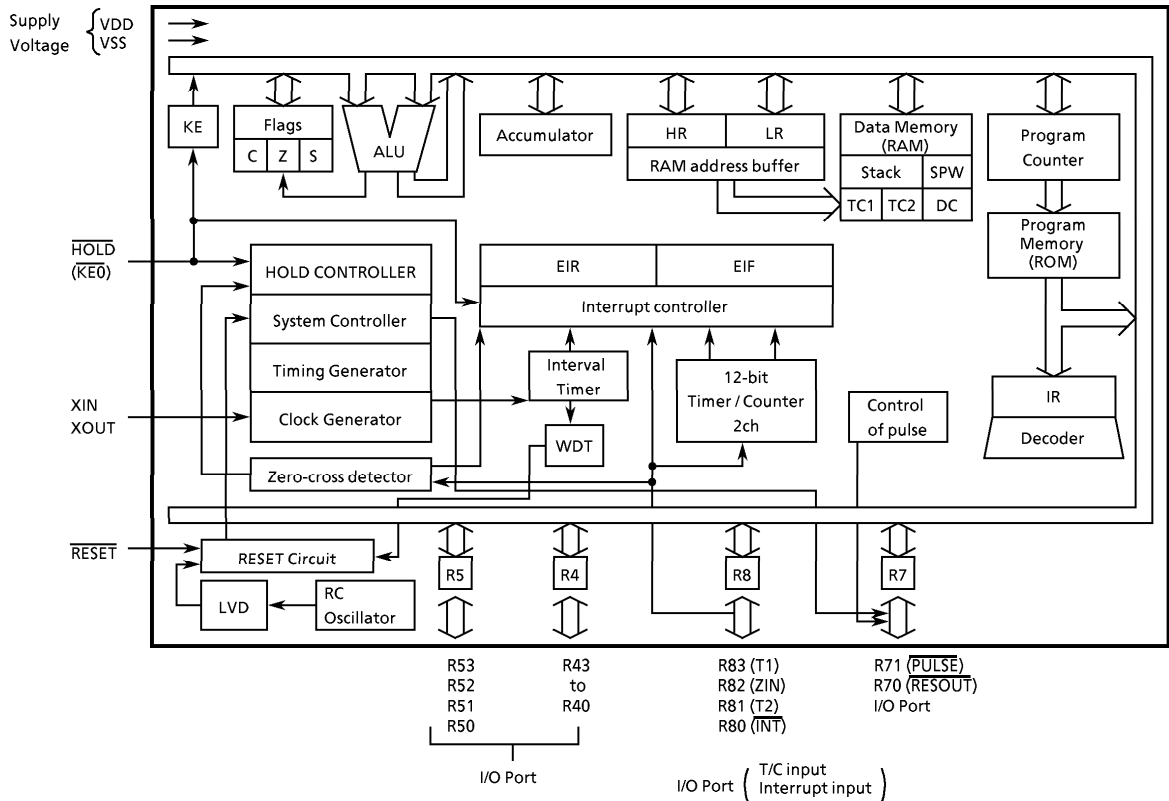 Supply
Voltage
VDD
VSS
KE
Flags
C Z S
ALU
Accumulator
HR LR
RAM address buffer
Data Memory
(RAM)
Stack SPW
TC1 TC2 DC
Program
Counter
Program
Memory
(ROM)
HOLD
(KE0)
HOLD CONTROLLER
System Controller
Timing Generator
Clock Generator
EIR EIF
Interrupt controller
Interval
Timer
WDT
12-bit
Timer / Counter
2ch
Control
of pulse
IR
Decoder
XIN
XOUT
Zero-cross detector
RESET
RESET Circuit
LVD
RC
Oscillator
R5
R4
R8
R7
R53
R52
R51
R50
R43
to
R40
I/O Port
R83 (T1)
R82 (ZIN)
R81 (T2)
R80 (INT)
I/O Port ( T/C input
Interrupt input )
R71 (PULSE)
R70 (RESOUT)
I/O Port